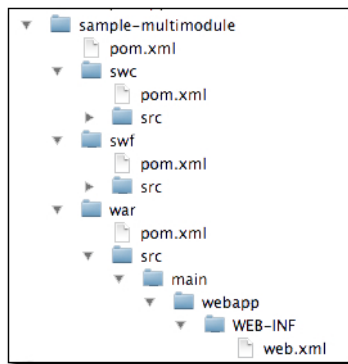 sample-multimodule
pom.xml
swc
pom.xml
src
swf
pom.xml
src
war
pom.xml
src
main
webapp
WEB-INF
web.xml